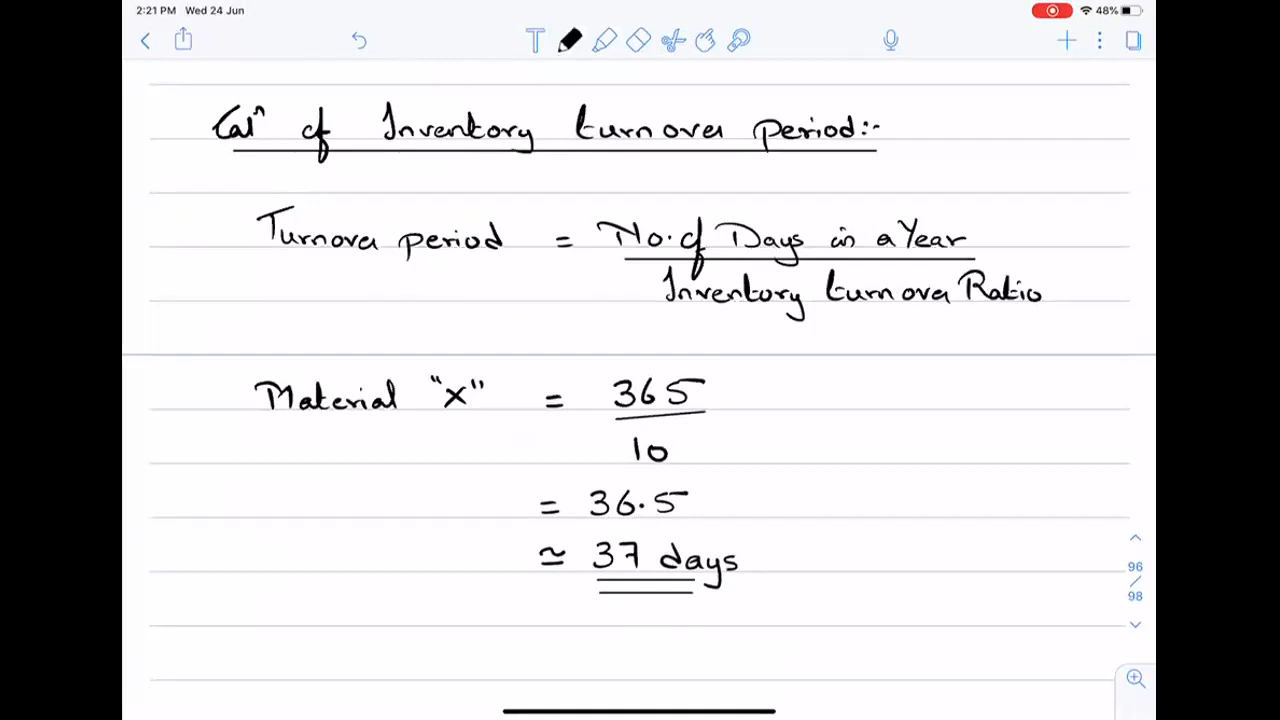 2:21 PM Wed 24 Jun
48%
T
Calⁿ of Inventory turnover period:-
Turnover period = No. of Days in a Year
Inventory turnover Ratio
Material "X" = 365
10
= 36.5
≃ 37 days
96
/
98